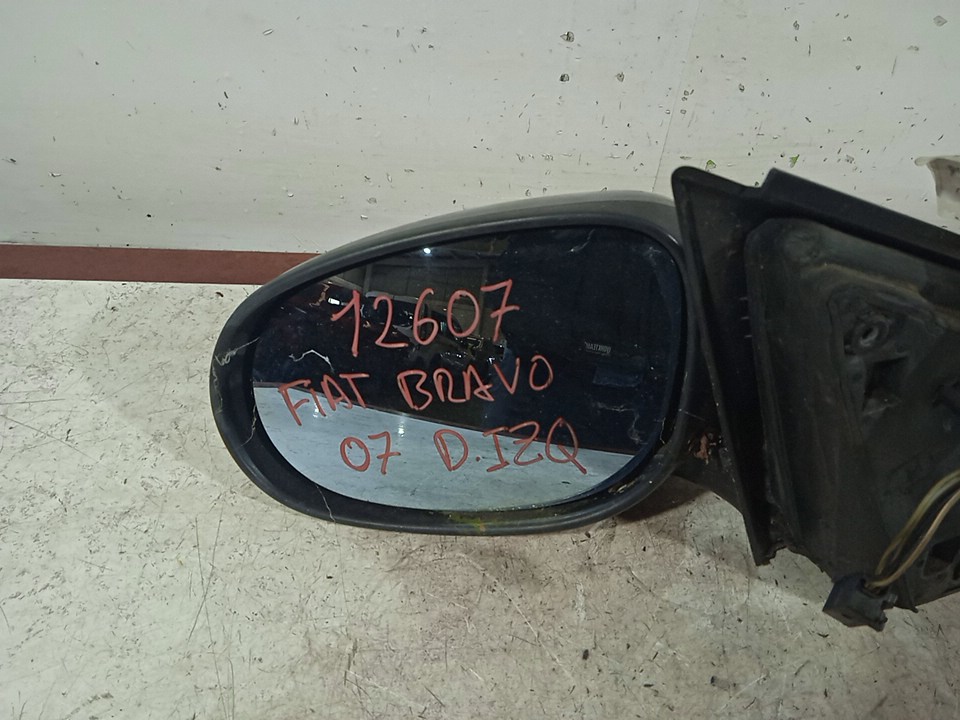 12607
FIAT BRAVO
07 D.IZQ